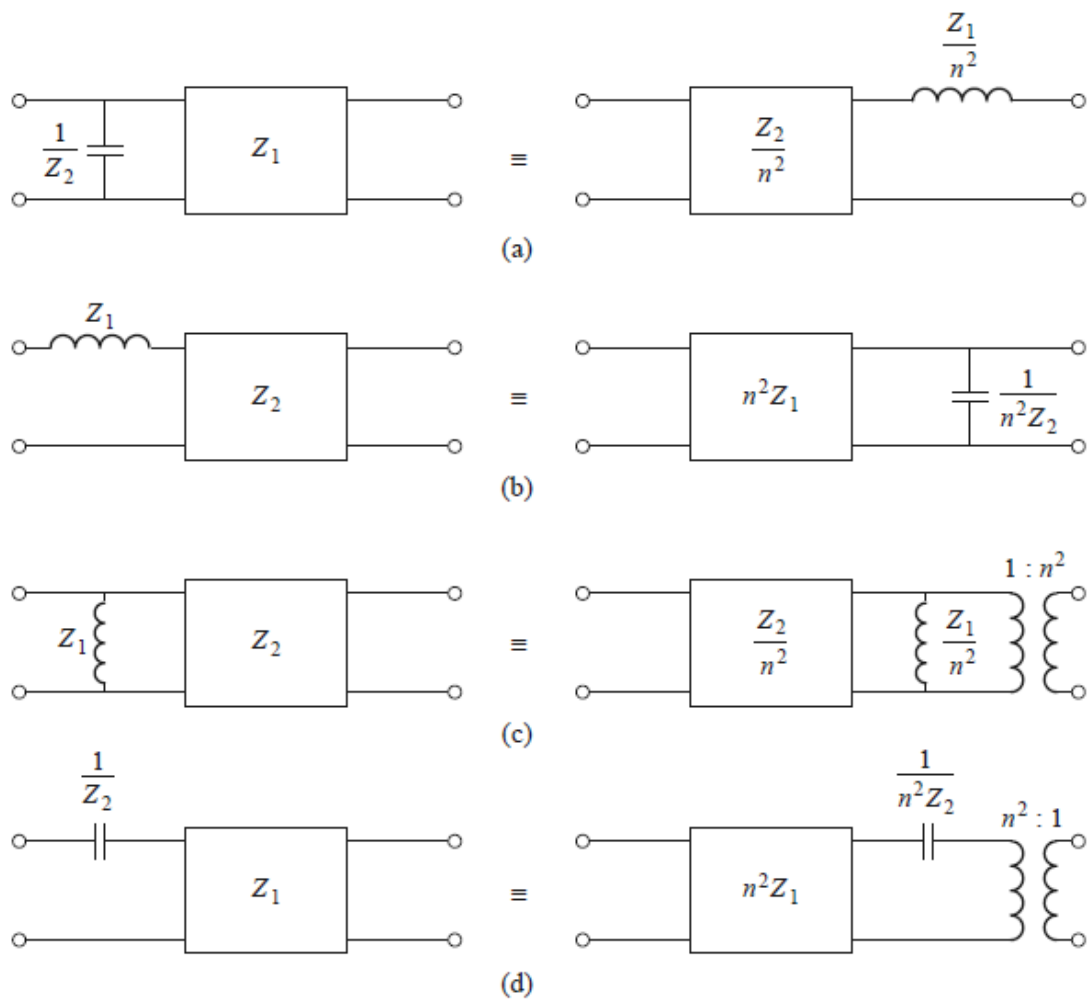 Z₁/n²
1/Z₂
Z₁
≡
Z₂/n²
(a)
Z₁
Z₂
≡
n²Z₁
1/n²Z₂
(b)
1 : n²
Z₁
Z₂
≡
Z₂/n²
Z₁/n²
(c)
1/Z₂
1/n²Z₂
n² : 1
Z₁
≡
n²Z₁
(d)